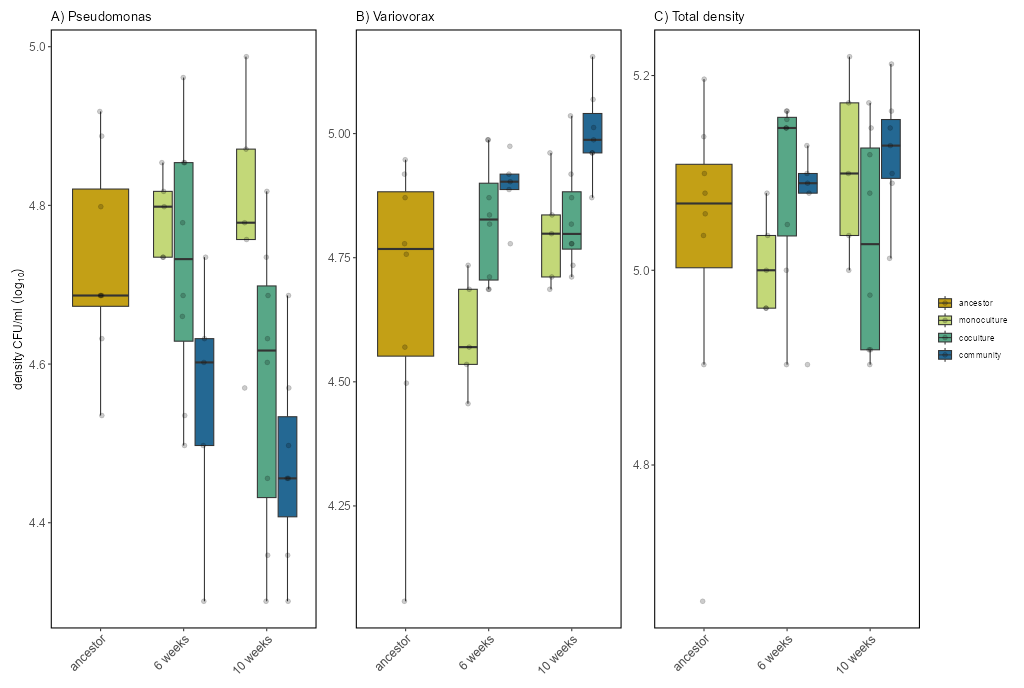 A) Pseudomonas
B) Variovorax
C) Total density
density CFU/ml (log10)
5.0
4.8
4.6
4.4
5.00
4.75
4.50
4.25
5.2
5.0
4.8
ancestor
6 weeks
10 weeks
ancestor
6 weeks
10 weeks
ancestor
6 weeks
10 weeks
ancestor
monoculture
coculture
community